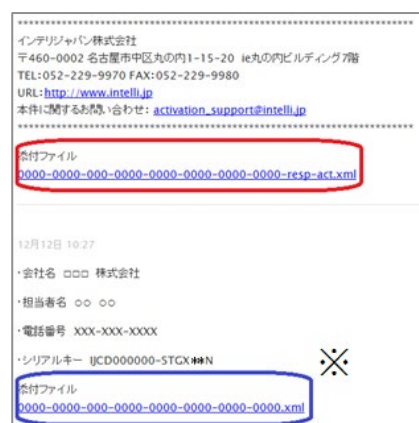 ************************************************************************
インテリジャパン株式会社
〒460-0002 名古屋市中区丸の内1-15-20 ie丸の内ビルディング7階
TEL:052-229-9970 FAX:052-229-9980
URL:http://www.intelli.jp
本件に関するお問い合わせ: activation_support@intelli.jp
************************************************************************
添付ファイル
0000-0000-000-0000-0000-0000-0000-0000-resp-act.xml
12月12日 10:27
・会社名 □□□ 株式会社
・担当者名 ○○ ○○
・電話番号 XXX-XXX-XXXX
・シリアルキー IJCD000000-STGX**N ※
添付ファイル
0000-0000-0000-0000-0000-0000-0000-0000.xml